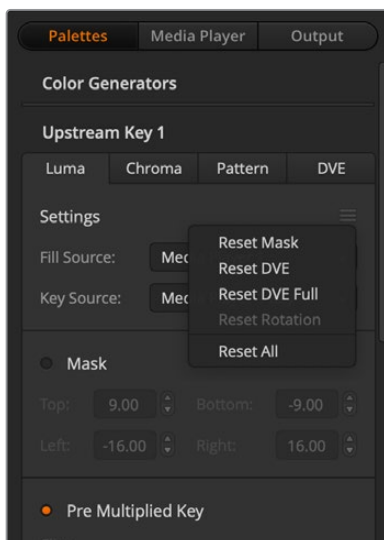 Palettes Media Player Output
Color Generators
Upstream Key 1
Luma Chroma Pattern DVE
Settings
Reset Mask
Fill Source: Med
Reset DVE
Reset DVE Full
Key Source: Med
Reset Rotation
Reset All
Mask
Top: 9.00 Bottom: -9.00
Left: -16.00 Right: 16.00
Pre Multiplied Key